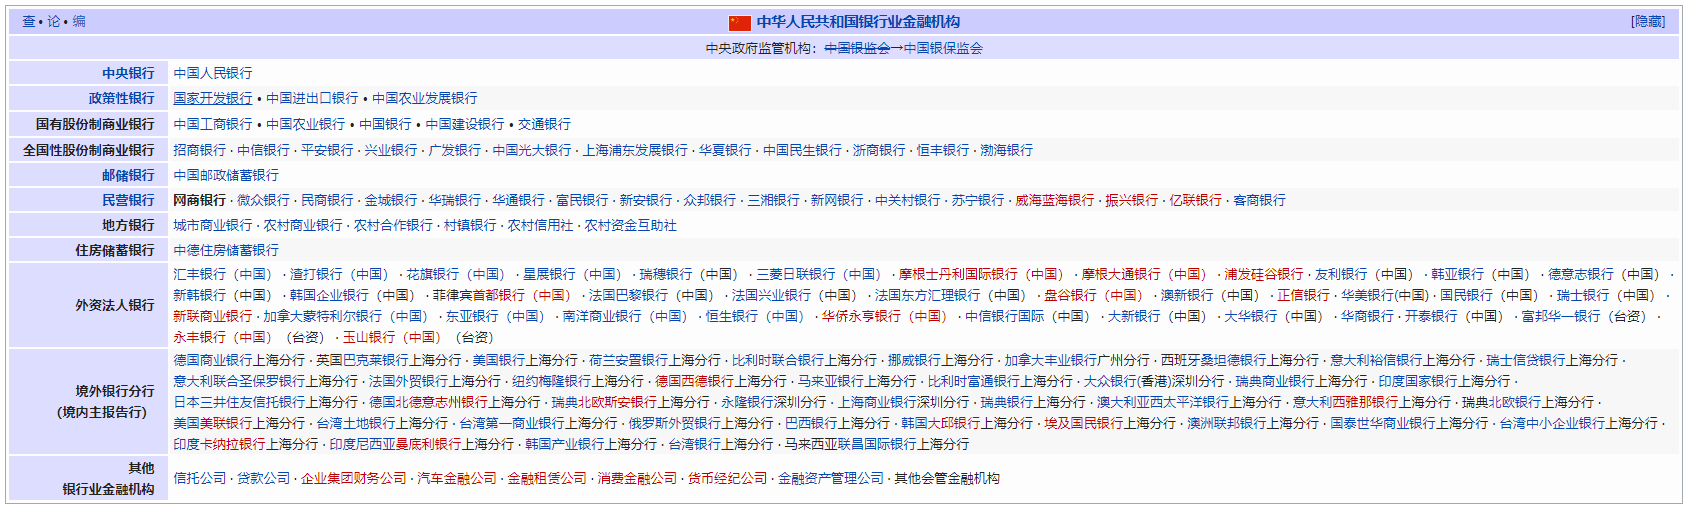 查 • 论 • 编 中华人民共和国银行业金融机构 [隐藏]
中央政府监管机构：中国银监会→中国银保监会
中央银行 中国人民银行
政策性银行 国家开发银行 • 中国进出口银行 • 中国农业发展银行
国有股份制商业银行 中国工商银行 • 中国农业银行 • 中国银行 • 中国建设银行 • 交通银行
全国性股份制商业银行 招商银行 · 中信银行 · 平安银行 · 兴业银行 · 广发银行 · 中国光大银行 · 上海浦东发展银行 · 华夏银行 · 中国民生银行 · 浙商银行 · 恒丰银行 · 渤海银行
邮储银行 中国邮政储蓄银行
民营银行 网商银行 · 微众银行 · 民商银行 · 金城银行 · 华瑞银行 · 华通银行 · 富民银行 · 新安银行 · 众邦银行 · 三湘银行 · 新网银行 · 中关村银行 · 苏宁银行 · 威海蓝海银行 · 振兴银行 · 亿联银行 · 客商银行
地方银行 城市商业银行 · 农村商业银行 · 农村合作银行 · 村镇银行 · 农村信用社 · 农村资金互助社
住房储蓄银行 中德住房储蓄银行
外资法人银行 汇丰银行（中国） · 渣打银行（中国） · 花旗银行（中国） · 星展银行（中国） · 瑞穗银行（中国） · 三菱日联银行（中国） · 摩根士丹利国际银行（中国） · 摩根大通银行（中国） · 浦发硅谷银行 · 友利银行（中国） · 韩亚银行（中国） · 德意志银行（中国） ·
新韩银行（中国） · 韩国企业银行（中国） · 菲律宾首都银行（中国） · 法国巴黎银行（中国） · 法国兴业银行（中国） · 法国东方汇理银行（中国） · 盘谷银行（中国） · 澳新银行（中国） · 正信银行 · 华美银行(中国) · 国民银行（中国） · 瑞士银行（中国） ·
新联商业银行 · 加拿大蒙特利尔银行（中国） · 东亚银行（中国） · 南洋商业银行（中国） · 恒生银行（中国） · 华侨永亨银行（中国） · 中信银行国际（中国） · 大新银行（中国） · 大华银行（中国） · 华商银行 · 开泰银行（中国） · 富邦华一银行（台资） ·
永丰银行（中国）（台资） · 玉山银行（中国）（台资）
境外银行分行
(境内主报告行)
德国商业银行上海分行 · 英国巴克莱银行上海分行 · 美国银行上海分行 · 荷兰安置银行上海分行 · 比利时联合银行上海分行 · 挪威银行上海分行 · 加拿大丰业银行广州分行 · 西班牙桑坦德银行上海分行 · 意大利裕信银行上海分行 · 瑞士信贷银行上海分行 ·
意大利联合圣保罗银行上海分行 · 法国外贸银行上海分行 · 纽约梅隆银行上海分行 · 德国西德银行上海分行 · 马来亚银行上海分行 · 比利时富通银行上海分行 · 大众银行(香港)深圳分行 · 瑞典商业银行上海分行 · 印度国家银行上海分行 ·
日本三井住友信托银行上海分行 · 德国北德意志州银行上海分行 · 瑞典北欧斯安银行上海分行 · 永隆银行深圳分行 · 上海商业银行深圳分行 · 瑞典银行上海分行 · 澳大利亚西太平洋银行上海分行 · 意大利西雅那银行上海分行 · 瑞典北欧银行上海分行 ·
美国美联银行上海分行 · 台湾土地银行上海分行 · 台湾第一商业银行上海分行 · 俄罗斯外贸银行上海分行 · 巴西银行上海分行 · 韩国大邱银行上海分行 · 埃及国民银行上海分行 · 澳洲联邦银行上海分行 · 国泰世华商业银行上海分行 · 台湾中小企业银行上海分行 ·
印度卡纳拉银行上海分行 · 印度尼西亚曼底利银行上海分行 · 韩国产业银行上海分行 · 台湾银行上海分行 · 马来西亚联昌国际银行上海分行
其他
银行业金融机构
信托公司 · 贷款公司 · 企业集团财务公司 · 汽车金融公司 · 金融租赁公司 · 消费金融公司 · 货币经纪公司 · 金融资产管理公司 · 其他会管金融机构